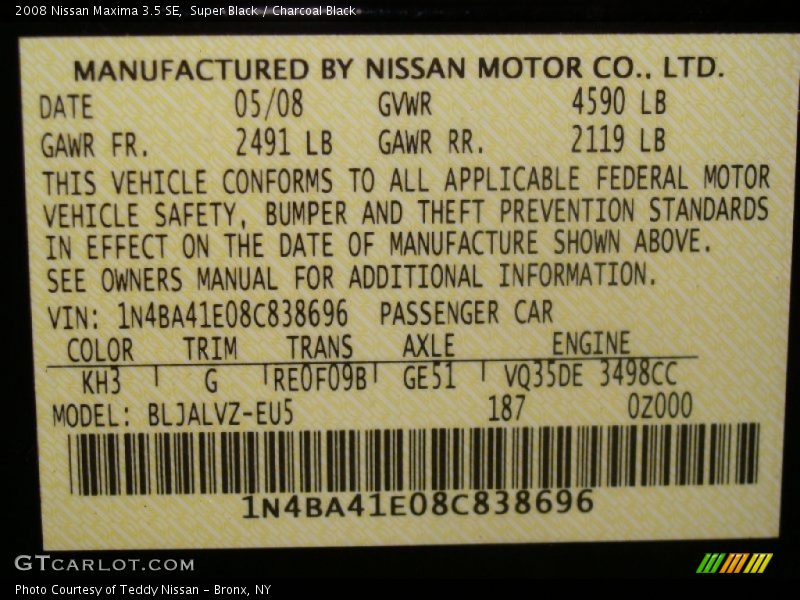 2008 Nissan Maxima 3.5 SE, Super Black / Charcoal Black
MANUFACTURED BY NISSAN MOTOR CO., LTD.
DATE 05/08 GVWR 4590 LB
GAWR FR. 2491 LB GAWR RR. 2119 LB
THIS VEHICLE CONFORMS TO ALL APPLICABLE FEDERAL MOTOR
VEHICLE SAFETY, BUMPER AND THEFT PREVENTION STANDARDS
IN EFFECT ON THE DATE OF MANUFACTURE SHOWN ABOVE.
SEE OWNERS MANUAL FOR ADDITIONAL INFORMATION.
VIN: 1N4BA41E08C838696 PASSENGER CAR
COLOR TRIM TRANS AXLE ENGINE
KH3 G RE0F09B GE51 VQ35DE 3498CC
MODEL: BLJALVZ-EU5 187 0Z000
1N4BA41E08C838696
GTCARLOT.COM
Photo Courtesy of Teddy Nissan - Bronx, NY